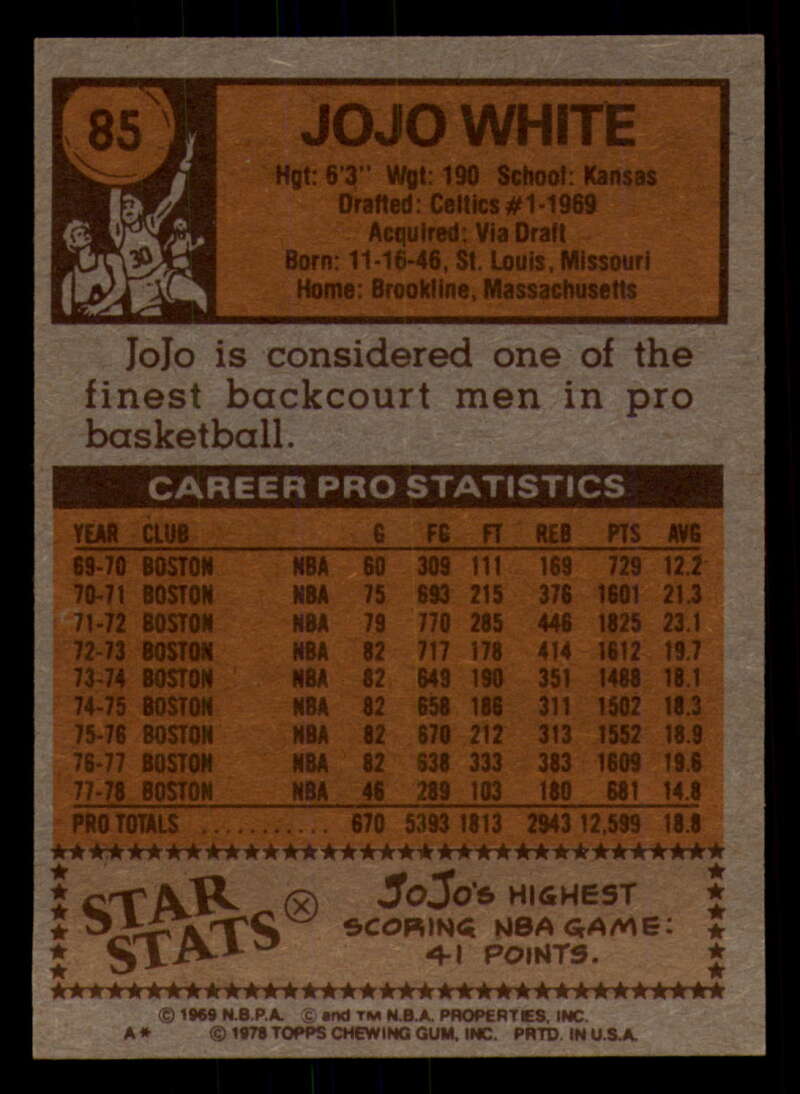 85
30
JOJO WHITE
Hgt: 6'3" Wgt: 190 School: Kansas
Drafted: Celtics #1-1969
Acquired: Via Draft
Born: 11-16-46, St. Louis, Missouri
Home: Brookline, Massachusetts
JoJo is considered one of the
finest backcourt men in pro
basketball.
CAREER PRO STATISTICS
YEAR CLUB G FG FT REB PTS AVG
69-70 BOSTON NBA 60 309 111 169 729 12.2
70-71 BOSTON NBA 75 693 215 376 1601 21.3
71-72 BOSTON NBA 79 770 285 446 1825 23.1
72-73 BOSTON NBA 82 717 178 414 1612 19.7
73-74 BOSTON NBA 82 649 190 351 1488 18.1
74-75 BOSTON NBA 82 658 186 311 1502 18.3
75-76 BOSTON NBA 82 670 212 313 1552 18.9
76-77 BOSTON NBA 82 638 333 383 1609 19.6
77-78 BOSTON NBA 46 289 103 180 681 14.8
PRO TOTALS ........... 670 5393 1813 2943 12,599 18.8
STAR
STATS
JoJo's HIGHEST
SCORING NBA GAME:
41 POINTS.
© 1969 N.B.P.A. © and TM N.B.A. PROPERTIES, INC.
A* © 1978 TOPPS CHEWING GUM, INC. PRTD. IN U.S.A.